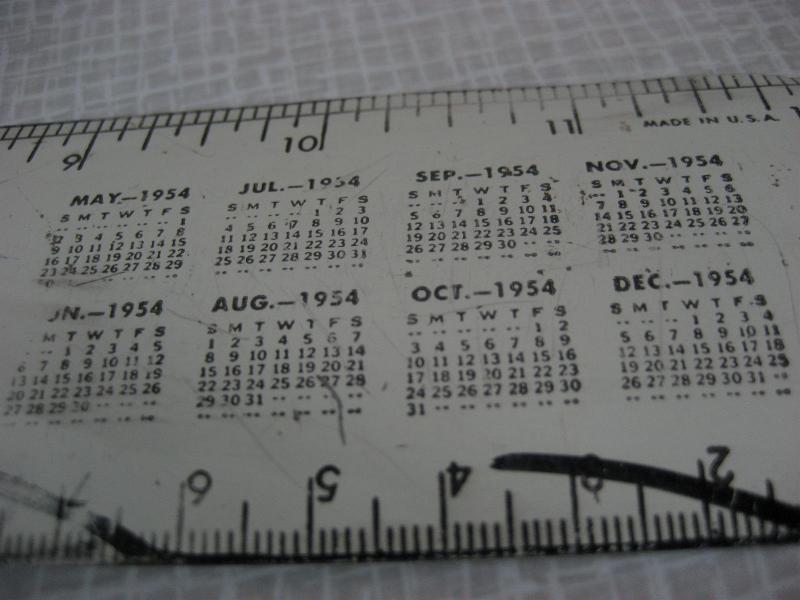 9 10 11
MADE IN U.S.A.
MAY.—1954
S M T W T F S
1
2 3 4 5 6 7 8
9 10 11 12 13 14 15
16 17 18 19 20 21 22
23 24 25 26 27 28 29
JUL.—1954
S M T W T F S
1 2 3
4 5 6 7 8 9 10
11 12 13 14 15 16 17
18 19 20 21 22 23 24
25 26 27 28 29 30 31
SEP.—1954
S M T W T F S
1 2 3 4
5 6 7 8 9 10 11
12 13 14 15 16 17 18
19 20 21 22 23 24 25
26 27 28 29 30
NOV.—1954
S M T W T F S
1 2 3 4 5 6
7 8 9 10 11 12 13
14 15 16 17 18 19 20
21 22 23 24 25 26 27
28 29 30
UN.—1954
M T W T F S
1 2 3 4 5
6 7 8 9 10 11 12
13 14 15 16 17 18 19
20 21 22 23 24 25 26
27 28 29 30
AUG.—1954
S M T W T F S
1 2 3 4 5 6 7
8 9 10 11 12 13 14
15 16 17 18 19 20 21
22 23 24 25 26 27 28
29 30 31
OCT.—1954
S M T W T F S
1 2
3 4 5 6 7 8 9
10 11 12 13 14 15 16
17 18 19 20 21 22 23
24 25 26 27 28 29 30
31
DEC.—1954
S M T W T F S
1 2 3 4
5 6 7 8 9 10 11
12 13 14 15 16 17 18
19 20 21 22 23 24 25
26 27 28 29 30 31
6 5 4 2